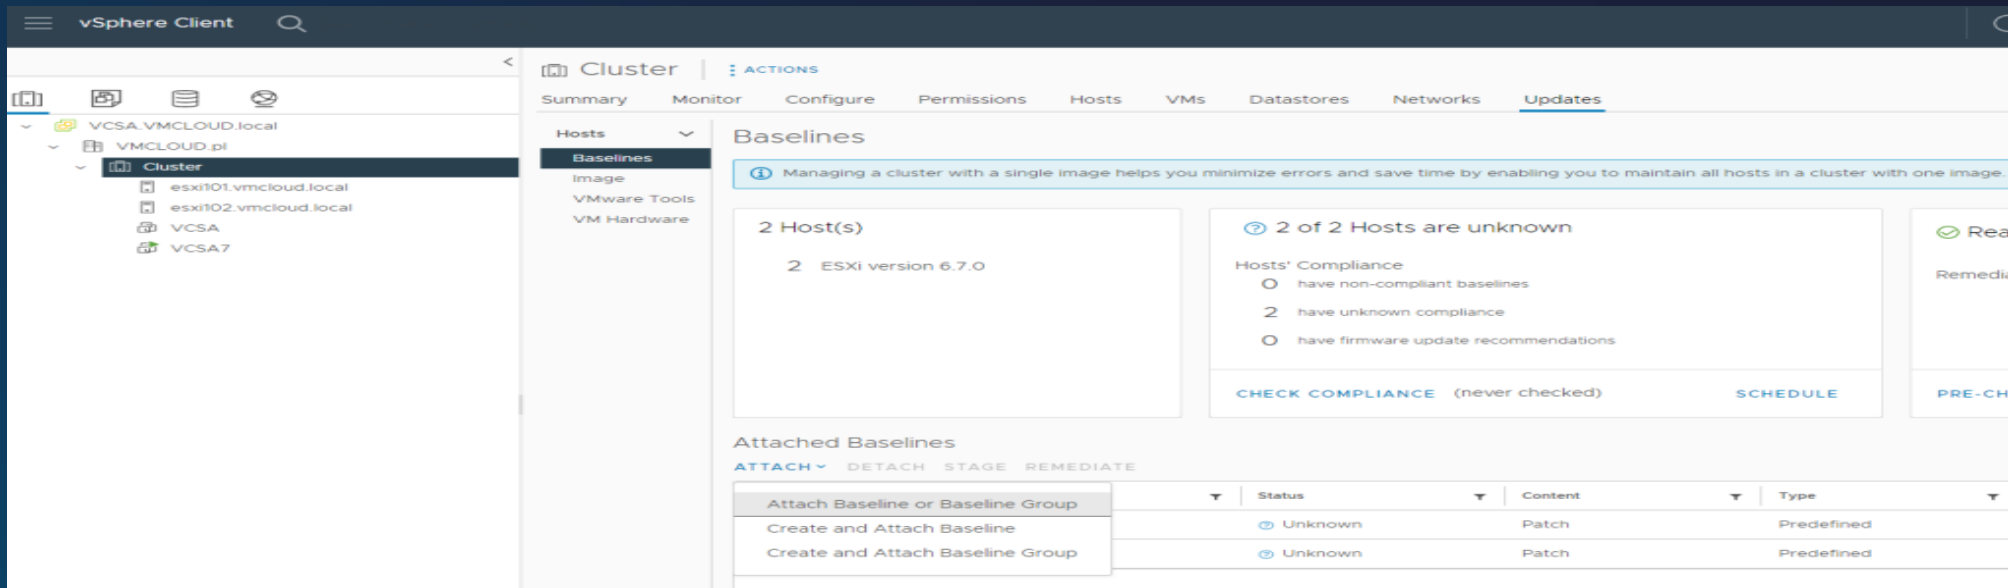 vSphere Client
Cluster
ACTIONS
Summary Monitor Configure Permissions Hosts VMs Datastores Networks Updates
VCSA.VMCLOUD.local
VMCLOUD.pl
Cluster
esxi101.vmcloud.local
esxi102.vmcloud.local
VCSA
VCSA7
Hosts
Baselines
Image
VMware Tools
VM Hardware
Baselines
Managing a cluster with a single image helps you minimize errors and save time by enabling you to maintain all hosts in a cluster with one image.
2 Host(s)
2 ESXi version 6.7.0
2 of 2 Hosts are unknown
Hosts' Compliance
0 have non-compliant baselines
2 have unknown compliance
0 have firmware update recommendations
CHECK COMPLIANCE (never checked) SCHEDULE
Rea
Remedia
PRE-CH
Attached Baselines
ATTACH DETACH STAGE REMEDIATE
Attach Baseline or Baseline Group
Create and Attach Baseline
Create and Attach Baseline Group
Status Content Type
Unknown Patch Predefined
Unknown Patch Predefined